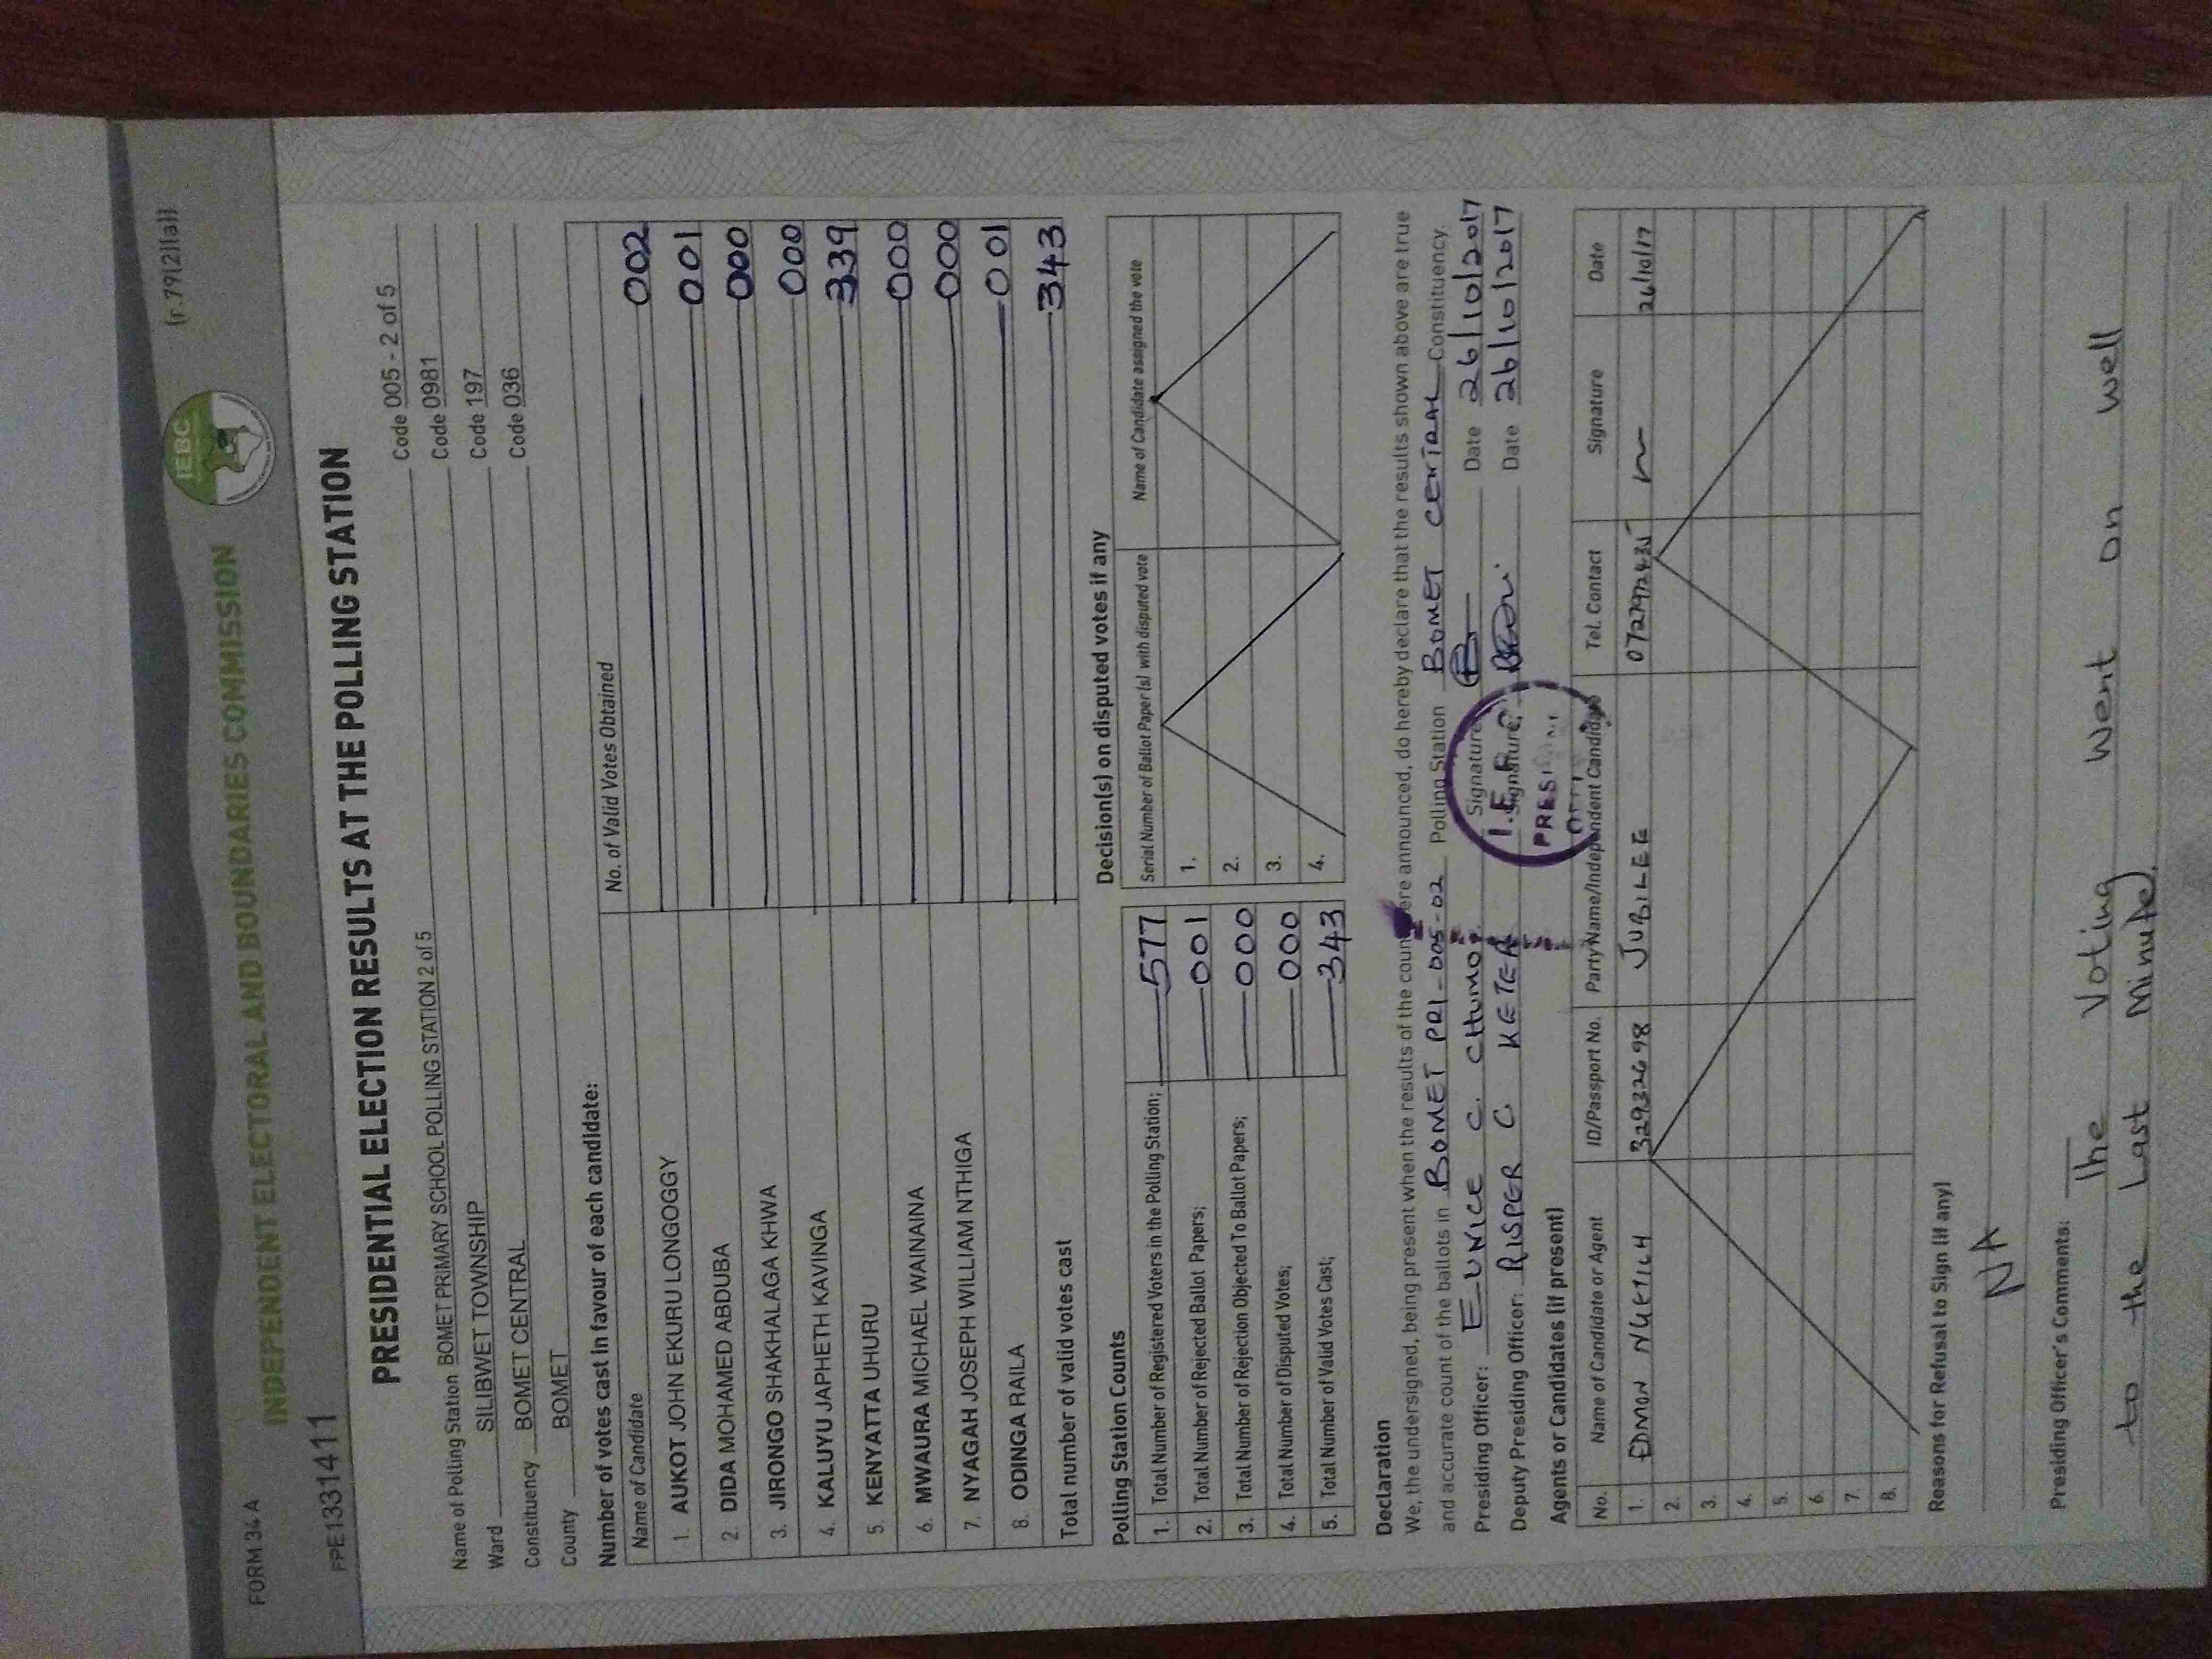 FORM 34 A
(r.79(2)(a))
IEBC
INDEPENDENT ELECTORAL AND BOUNDARIES COMMISSION
FPE1331411
PRESIDENTIAL ELECTION RESULTS AT THE POLLING STATION
Name of Polling Station BOMET PRIMARY SCHOOL POLLING STATION 2 of 5 Code 005 - 2 of 5
Ward SILIBWET TOWNSHIP Code 0981
Constituency BOMET CENTRAL Code 197
County BOMET Code 036
Number of votes cast in favour of each candidate:
Name of Candidate No. of Valid Votes Obtained
1. AUKOT JOHN EKURU LONGOGGY 002
2. DIDA MOHAMED ABDUBA 001
3. JIRONGO SHAKHALAGA KHWA 000
4. KALUYU JAPHETH KAVINGA 000
5. KENYATTA UHURU 339
6. MWAURA MICHAEL WAINAINA 000
7. NYAGAH JOSEPH WILLIAM NTHIGA 000
8. ODINGA RAILA 001
Total number of valid votes cast 343
Polling Station Counts
1. Total Number of Registered Voters in the Polling Station; 577
2. Total Number of Rejected Ballot Papers; 001
3. Total Number of Rejection Objected To Ballot Papers; 000
4. Total Number of Disputed Votes; 000
5. Total Number of Valid Votes Cast; 343
Decision(s) on disputed votes if any
Serial Number of Ballot Paper (s) with disputed vote Name of Candidate assigned the vote
1.
2.
3.
4.
Declaration
We, the undersigned, being present when the results of the count were announced, do hereby declare that the results shown above are true
and accurate count of the ballots in BOMET PRI-005-02 Polling Station BOMET CENTRAL Constituency.
Presiding Officer: EUNICE C. CHUMO Signature Date 26/10/2017
Deputy Presiding Officer: RISPER C. KETER Signature Date 26/10/2017
I.E.B.C
Agents or Candidates (if present)
No. Name of Candidate or Agent ID/Passport No. Party Name/Independent Candidate Tel. Contact Signature Date
1. EDMON NGETICH 32932698 JUBILEE 26/10/17
2.
3.
4.
5.
6.
7.
8.
Reasons for Refusal to Sign (if any)
NA
Presiding Officer's Comments: The Voting Went on well
to the Last Minute.